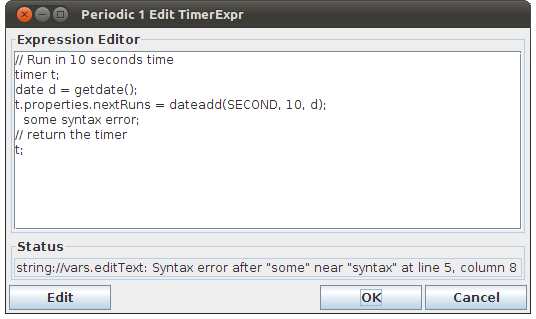 Periodic 1 Edit TimerExpr
Expression Editor
// Run in 10 seconds time
timer t;
date d = getdate();
t.properties.nextRuns = dateadd(SECOND, 10, d);
some syntax error;
// return the timer
t;
Status
string://vars.editText: Syntax error after "some" near "syntax" at line 5, column 8
Edit OK Cancel